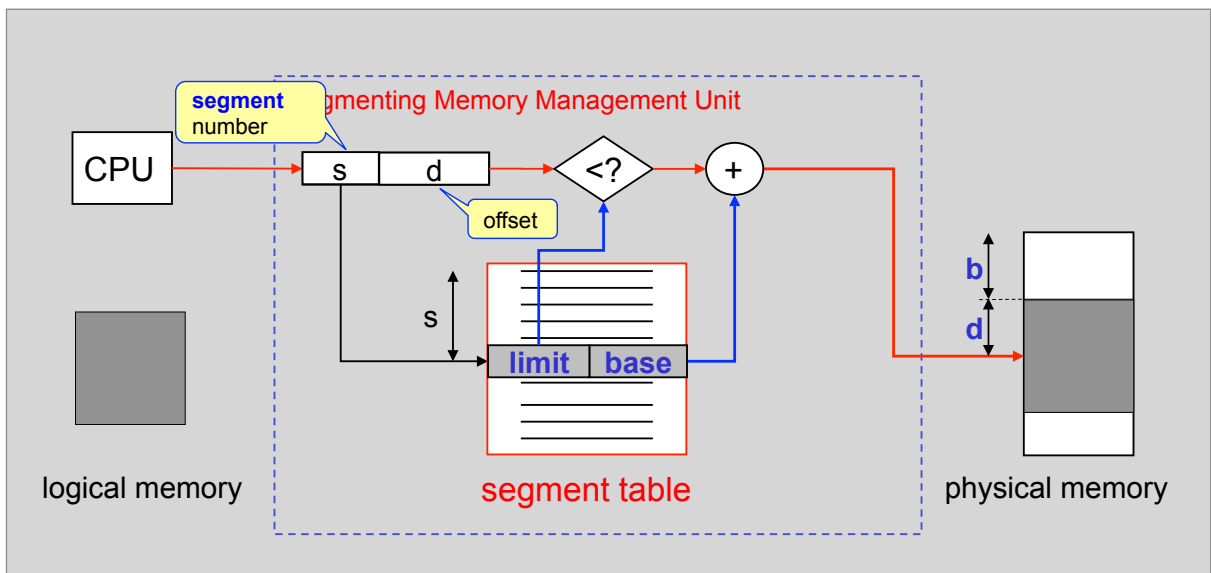 segment
number
gmenting Memory Management Unit
CPU
s
d
<?
+
offset
b
s
d
limit
base
logical memory
segment table
physical memory